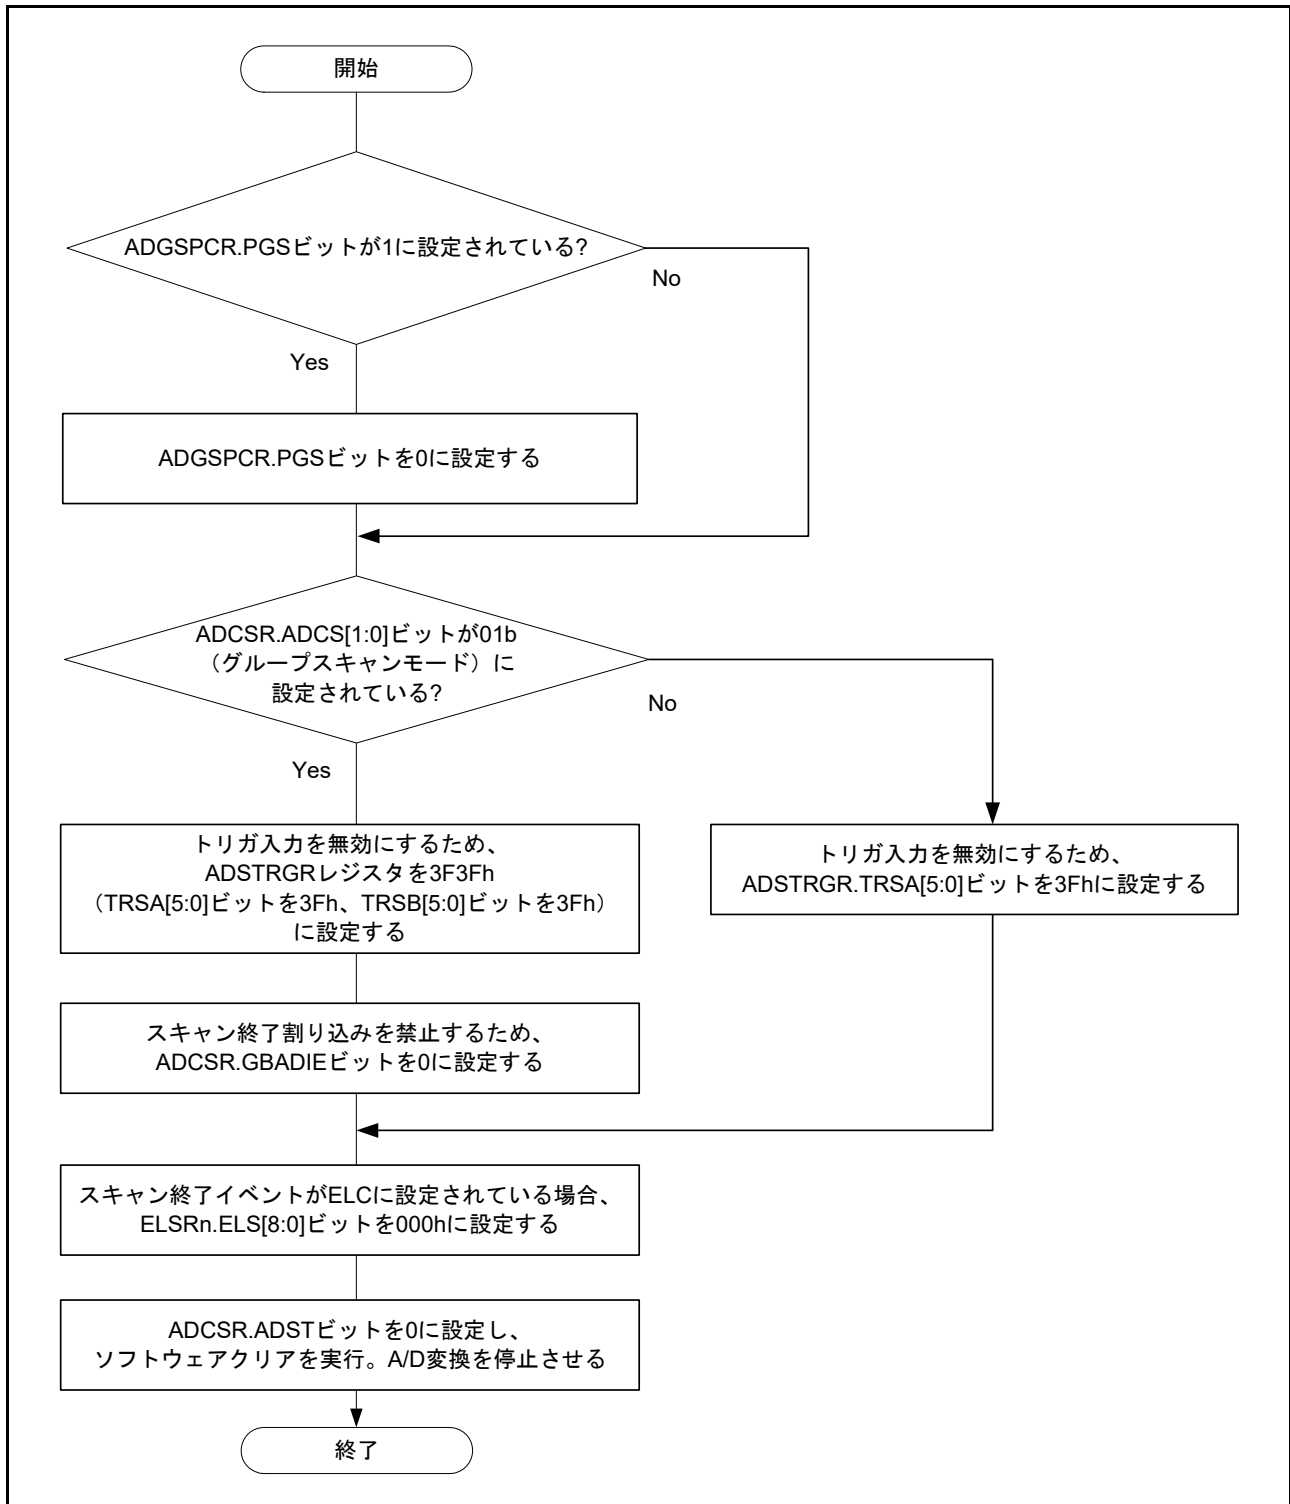 開始
ADGSPCR.PGSビットが1に設定されている?
No
Yes
ADGSPCR.PGSビットを0に設定する
ADCSR.ADCS[1:0]ビットが01b
（グループスキャンモード）に
設定されている?
No
Yes
トリガ入力を無効にするため、
ADSTRGRレジスタを3F3Fh
（TRSA[5:0]ビットを3Fh、TRSB[5:0]ビットを3Fh）
に設定する
トリガ入力を無効にするため、
ADSTRGR.TRSA[5:0]ビットを3Fhに設定する
スキャン終了割り込みを禁止するため、
ADCSR.GBADIEビットを0に設定する
スキャン終了イベントがELCに設定されている場合、
ELSRn.ELS[8:0]ビットを000hに設定する
ADCSR.ADSTビットを0に設定し、
ソフトウェアクリアを実行。A/D変換を停止させる
終了